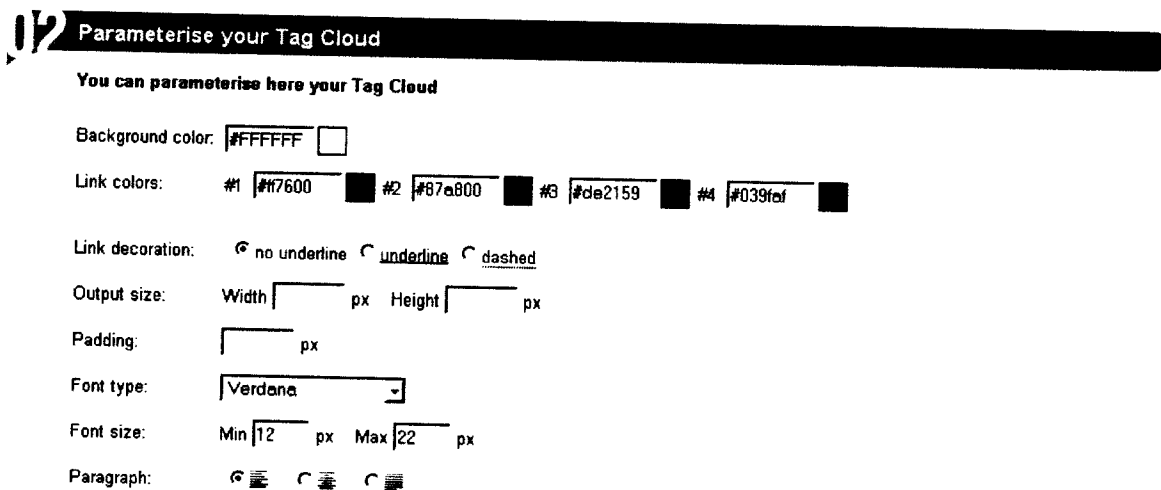 02 Parameterise your Tag Cloud
You can parameterise here your Tag Cloud
Background color: #FFFFFF
Link colors: #1 #ff7600 #2 #87a800 #3 #de2159 #4 #039faf
Link decoration: no underline underline dashed
Output size: Width px Height px
Padding: px
Font type: Verdana
Font size: Min 12 px Max 22 px
Paragraph: